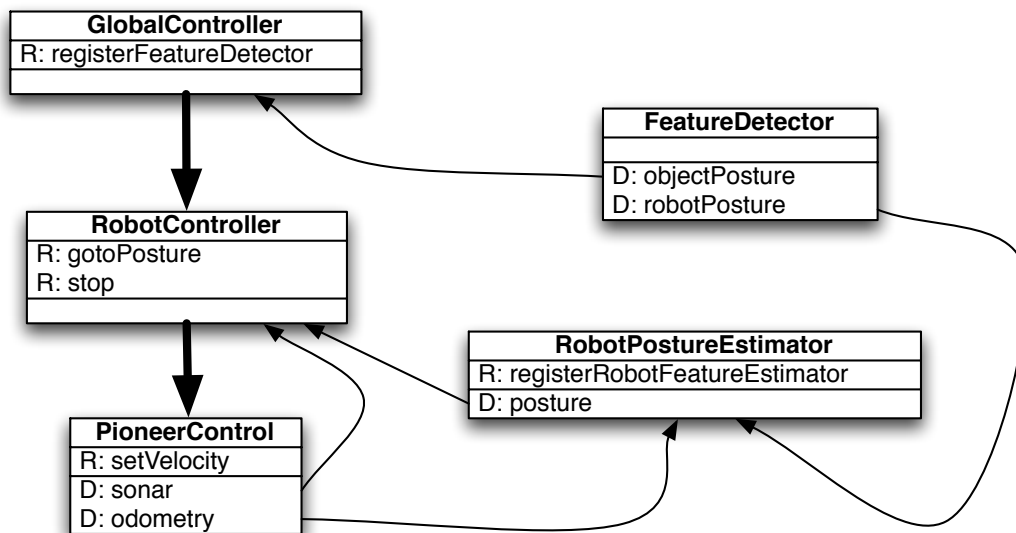 GlobalController
R: registerFeatureDetector
FeatureDetector
D: objectPosture
D: robotPosture
RobotController
R: gotoPosture
R: stop
RobotPostureEstimator
R: registerRobotFeatureEstimator
D: posture
PioneerControl
R: setVelocity
D: sonar
D: odometry